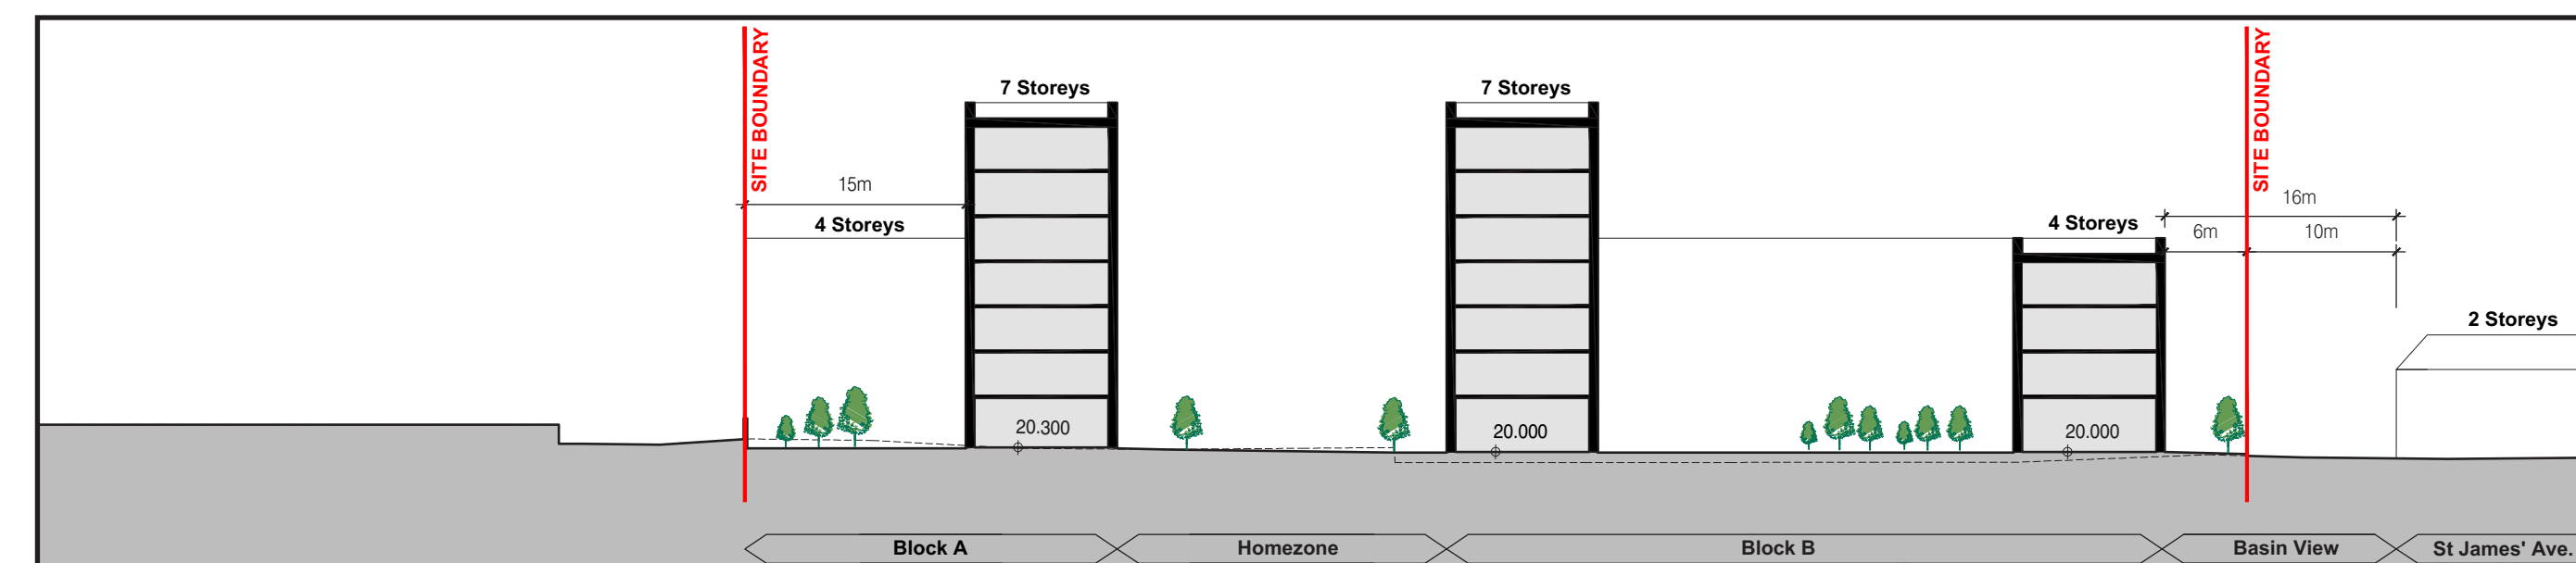 SITE BOUNDARY
SITE BOUNDARY
7 Storeys
7 Storeys
15m
16m
4 Storeys
4 Storeys
6m
10m
2 Storeys
20.300
20.000
20.000
Block A
Homezone
Block B
Basin View
St James' Ave.